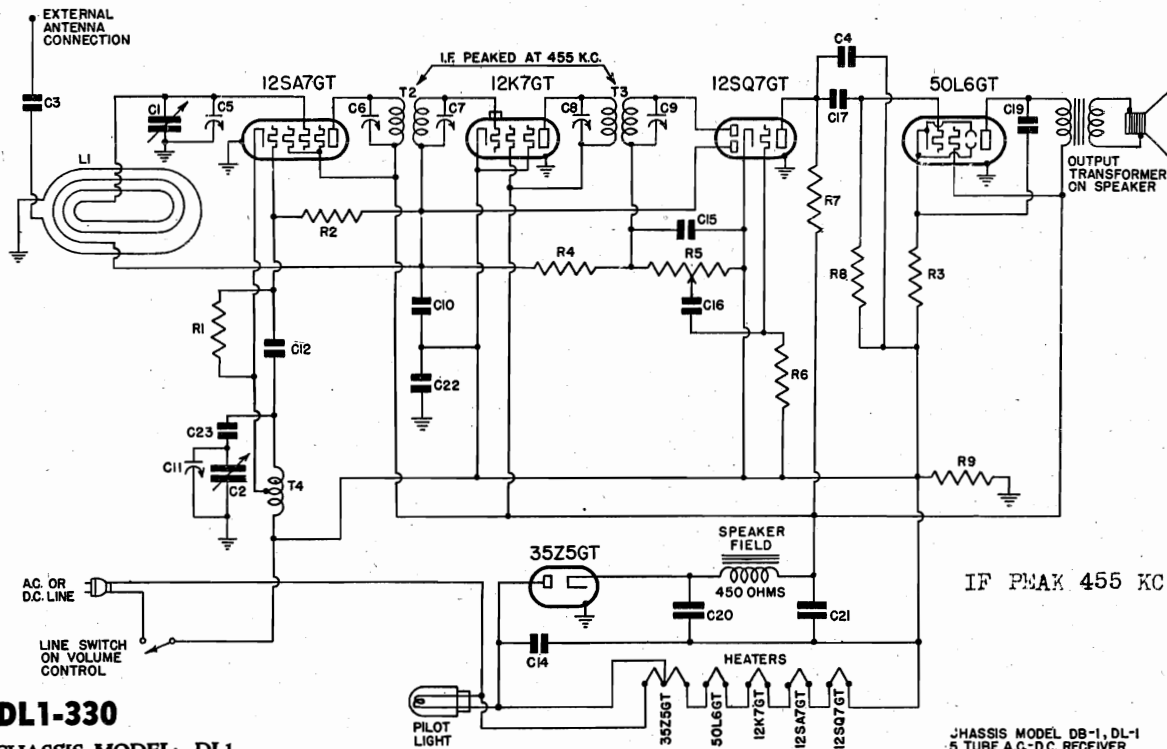 EXTERNAL
ANTENNA
CONNECTION
I.F. PEAKED AT 455 K.C.
12SA7GT
12K7GT
12SQ7GT
50L6GT
C3
C1
C5
C6
T2
C7
C8
T3
C9
C4
C17
C19
L1
OUTPUT
TRANSFORMER
ON SPEAKER
R2
R7
C15
R4
R5
R8
R3
R1
C10
C16
C12
C22
R6
C23
C11
C2
T4
R9
SPEAKER
FIELD
35Z5GT
450 OHMS
IF PEAK 455 KC
A.C. OR
D.C. LINE
C20
C21
LINE SWITCH
ON VOLUME
CONTROL
C14
HEATERS
PILOT
LIGHT
35Z5GT
50L6GT
12K7GT
12SA7GT
12SQ7GT
DL1-330
CHASSIS MODEL: DL1
CHASSIS MODEL DB-1, DL-1
5 TUBE A.C.-D.C. RECEIVER